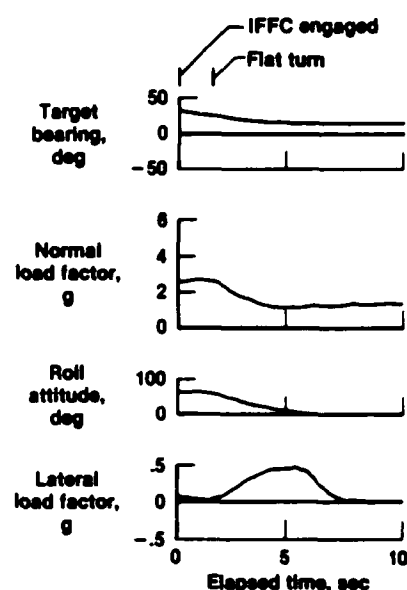 IFFC engaged
Flat turn
Target
bearing,
deg
50
0
-50
Normal
load factor,
g
6
4
2
0
Roll
attitude,
deg
100
0
Lateral
load factor,
g
.5
0
-.5
0 5 10
Elapsed time, sec